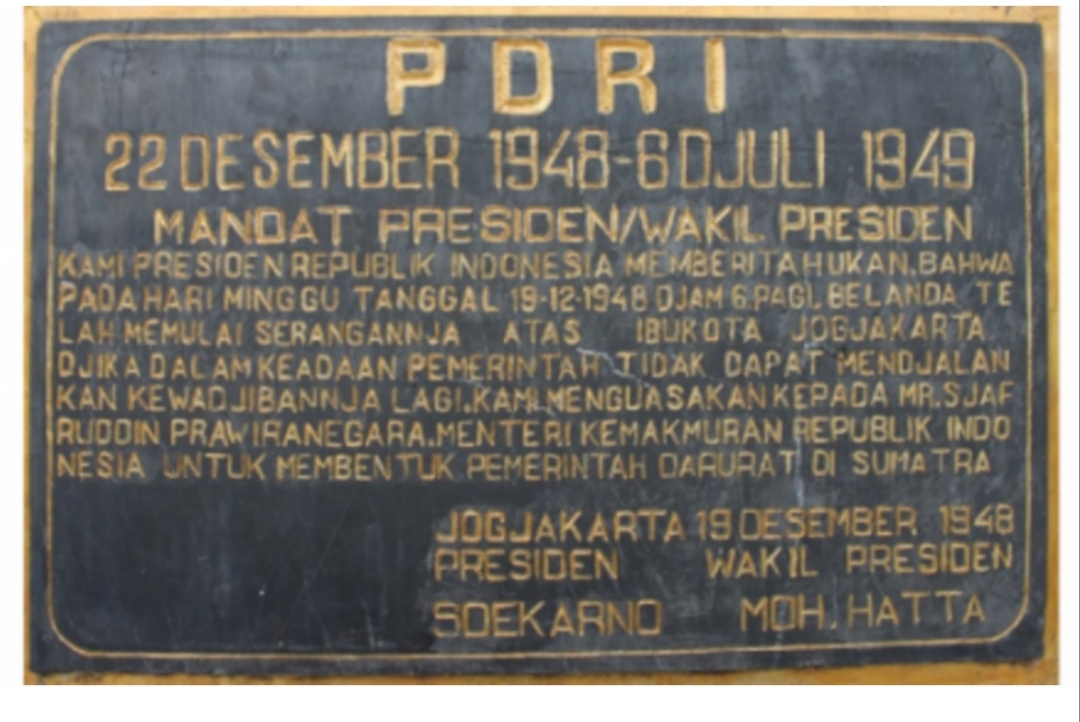 PDRI
22 DESEMBER 1948-6 DJULI 1949
MANDAT PRESIDEN/WAKIL PRESIDEN
KAMI PRESIDEN REPUBLIK INDONESIA MEMBERITAHUKAN.BAHWA
PADA HARI MINGGU TANGGAL 19-12-1948 DJAM 6.PAGI. BELANDA TE
LAH MEMULAI SERANGANNJA ATAS IBUKOTA JOGJAKARTA.
DJIKA DALAM KEADAAN PEMERINTAH TIDAK DAPAT MENDJALAN
KAN KEWADJIBANNJA LAGI.KAMI MENGUASAKAN KEPADA MR.SJAF
RUDDIN PRAWIRANEGARA.MENTERI KEMAKMURAN REPUBLIK INDO
NESIA UNTUK MEMBENTUK PEMERINTAH DARURAT DI SUMATRA
JOGJAKARTA 19 DESEMBER 1948
PRESIDEN WAKIL PRESIDEN
SOEKARNO MOH. HATTA